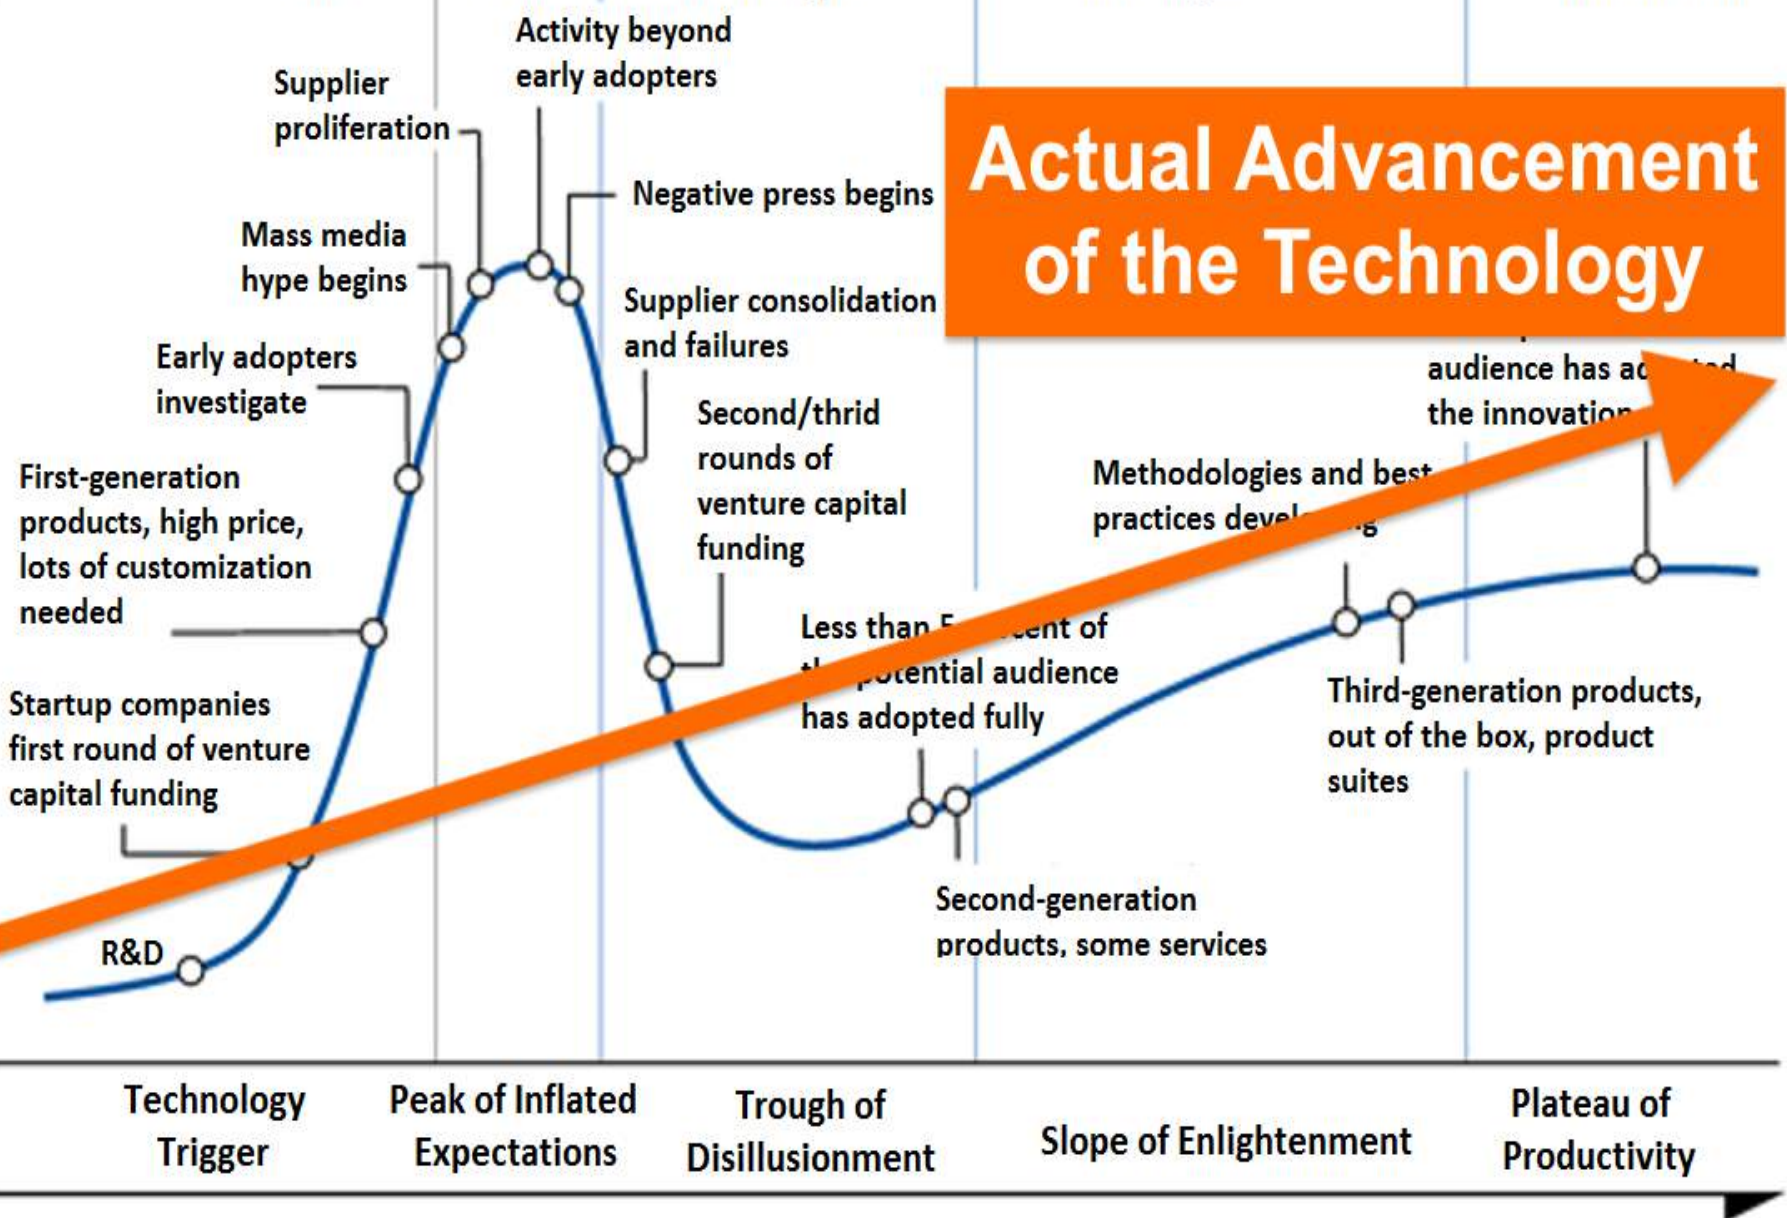 Activity beyond
early adopters
Supplier
proliferation
Negative press begins
Mass media
hype begins
Supplier consolidation
and failures
Early adopters
investigate
Second/thrid
rounds of
venture capital
funding
First-generation
products, high price,
lots of customization
needed
Startup companies
first round of venture
capital funding
R&D
Actual Advancement
of the Technology
audience has
the innovation
Methodologies and best
practices
Less than
potential audience
has adopted fully
Third-generation products,
out of the box, product
suites
Second-generation
products, some services
Technology
Trigger
Peak of Inflated
Expectations
Trough of
Disillusionment
Slope of Enlightenment
Plateau of
Productivity